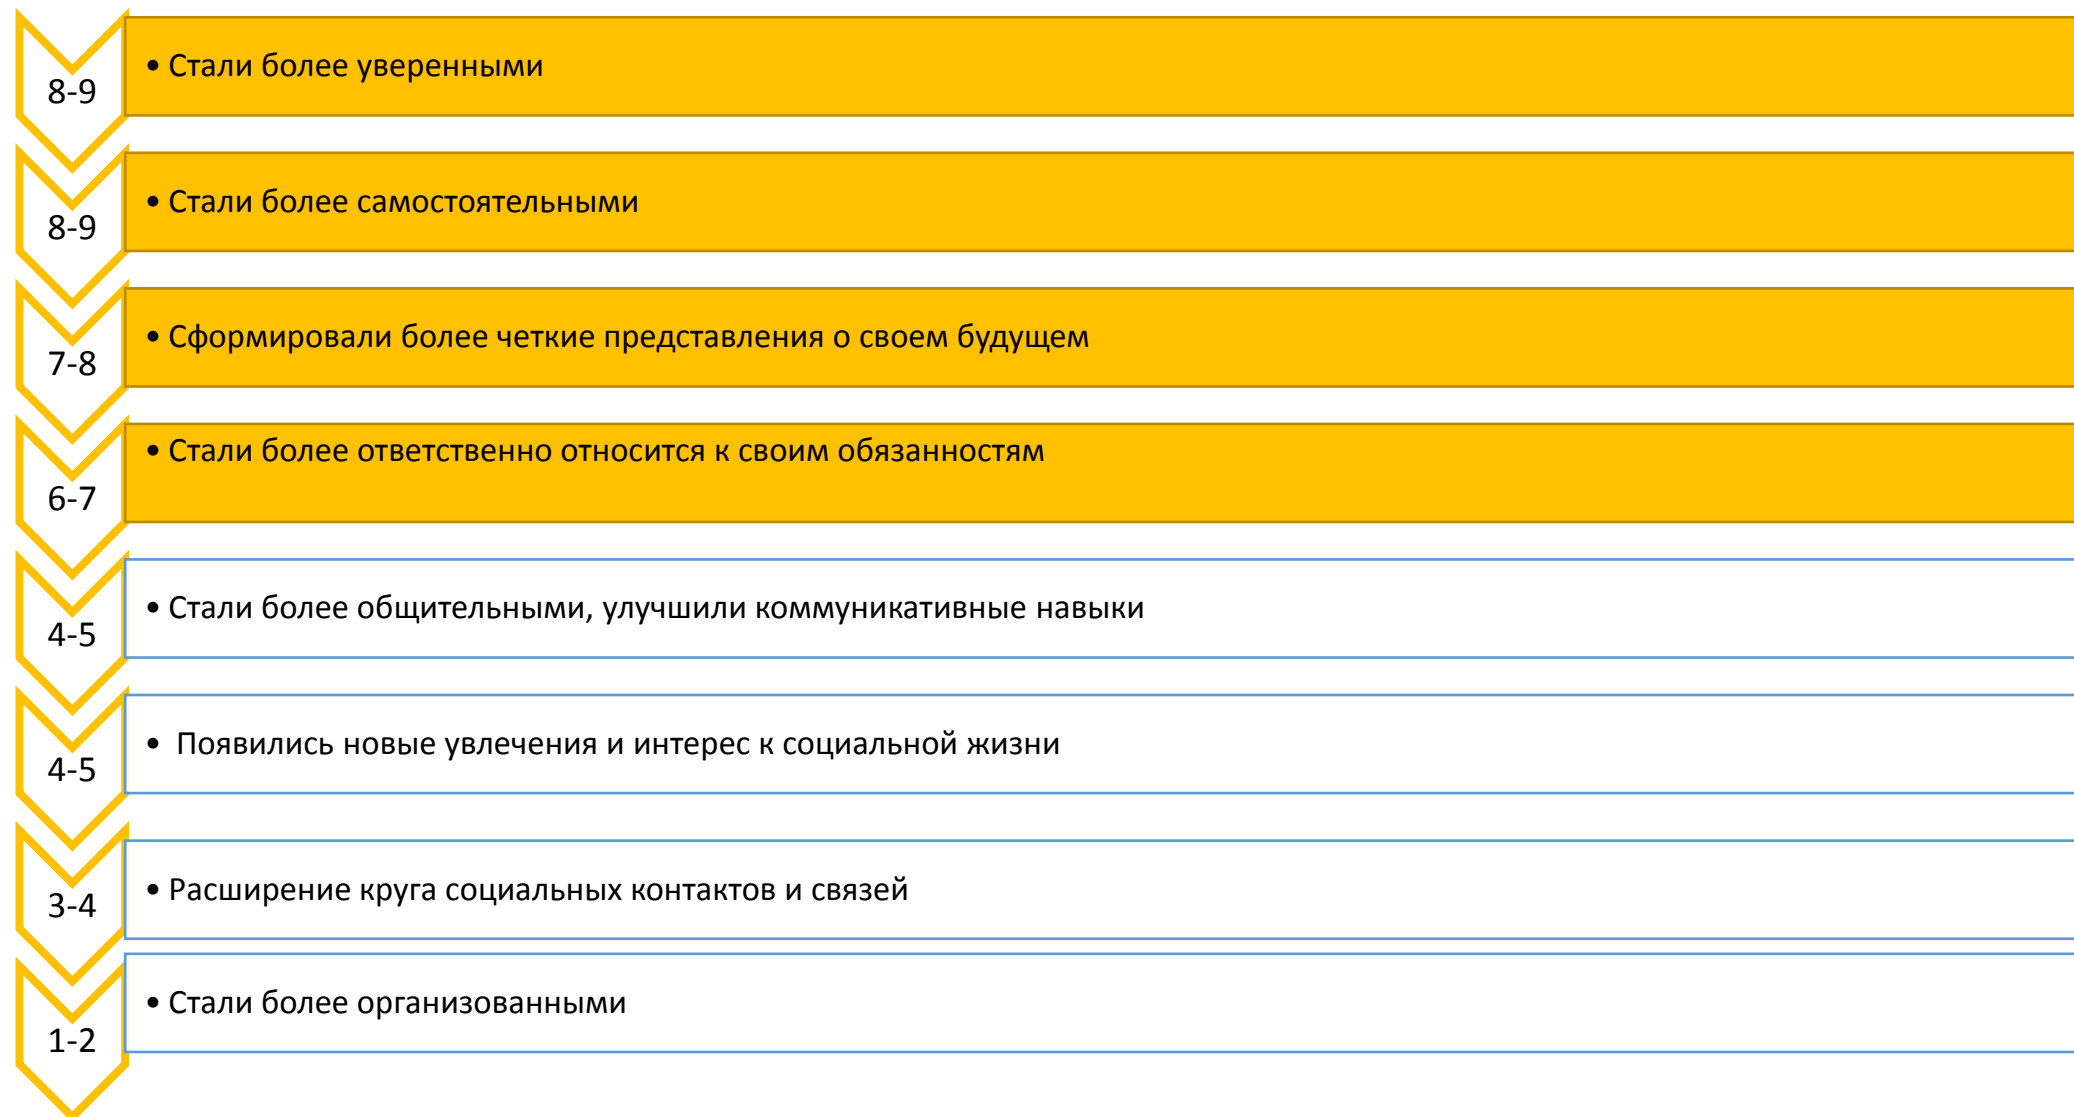 8-9
• Стали более уверенными
8-9
• Стали более самостоятельными
7-8
• Сформировали более четкие представления о своем будущем
6-7
• Стали более ответственно относится к своим обязанностям
4-5
• Стали более общительными, улучшили коммуникативные навыки
4-5
• Появились новые увлечения и интерес к социальной жизни
3-4
• Расширение круга социальных контактов и связей
1-2
• Стали более организованными